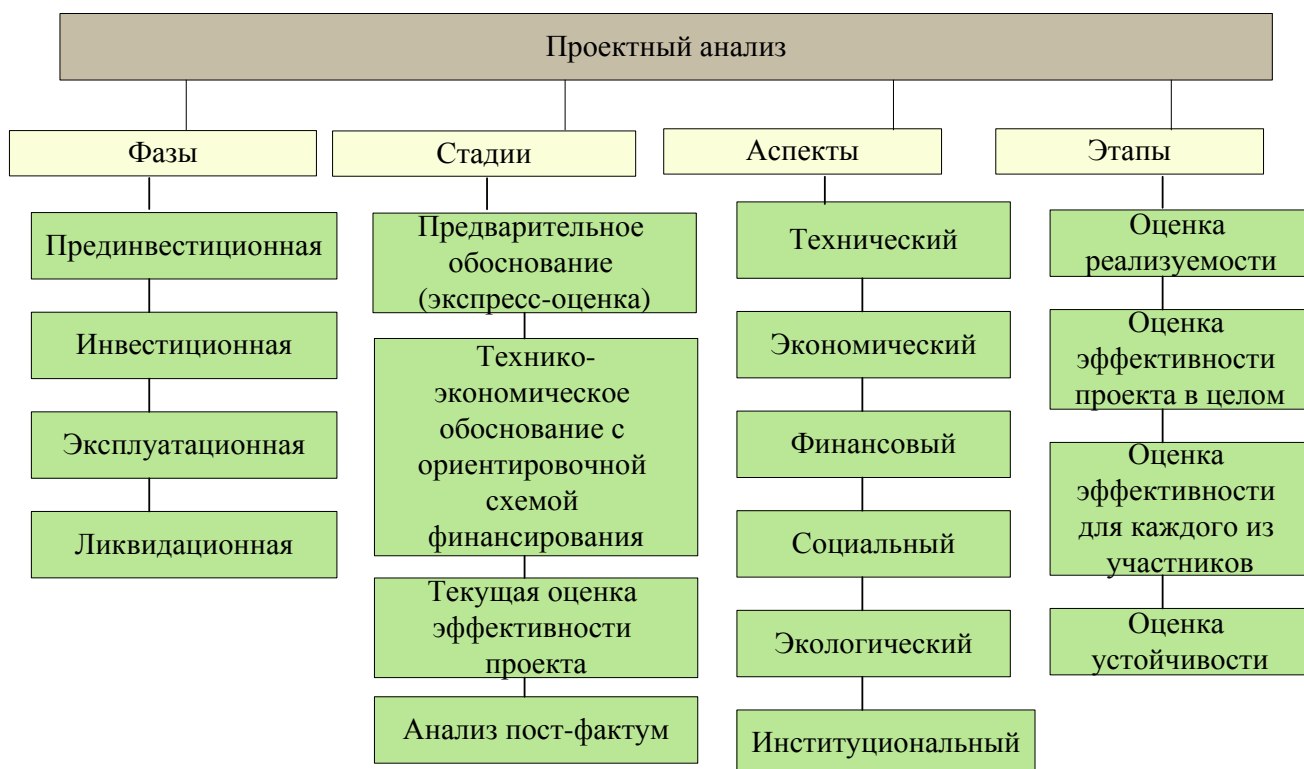 Проектный анализ
Фазы
Прединвестиционная
Инвестиционная
Эксплуатационная
Ликвидационная
Стадии
Предварительное
обоснование
(экспресс-оценка)
Технико-
экономическое
обоснование с
ориентировочной
схемой
финансирования
Текущая оценка
эффективности
проекта
Анализ пост-фактум
Аспекты
Технический
Экономический
Финансовый
Социальный
Экологический
Институциональный
Этапы
Оценка
реализуемости
Оценка
эффективности
проекта в целом
Оценка
эффективности
для каждого из
участников
Оценка
устойчивости